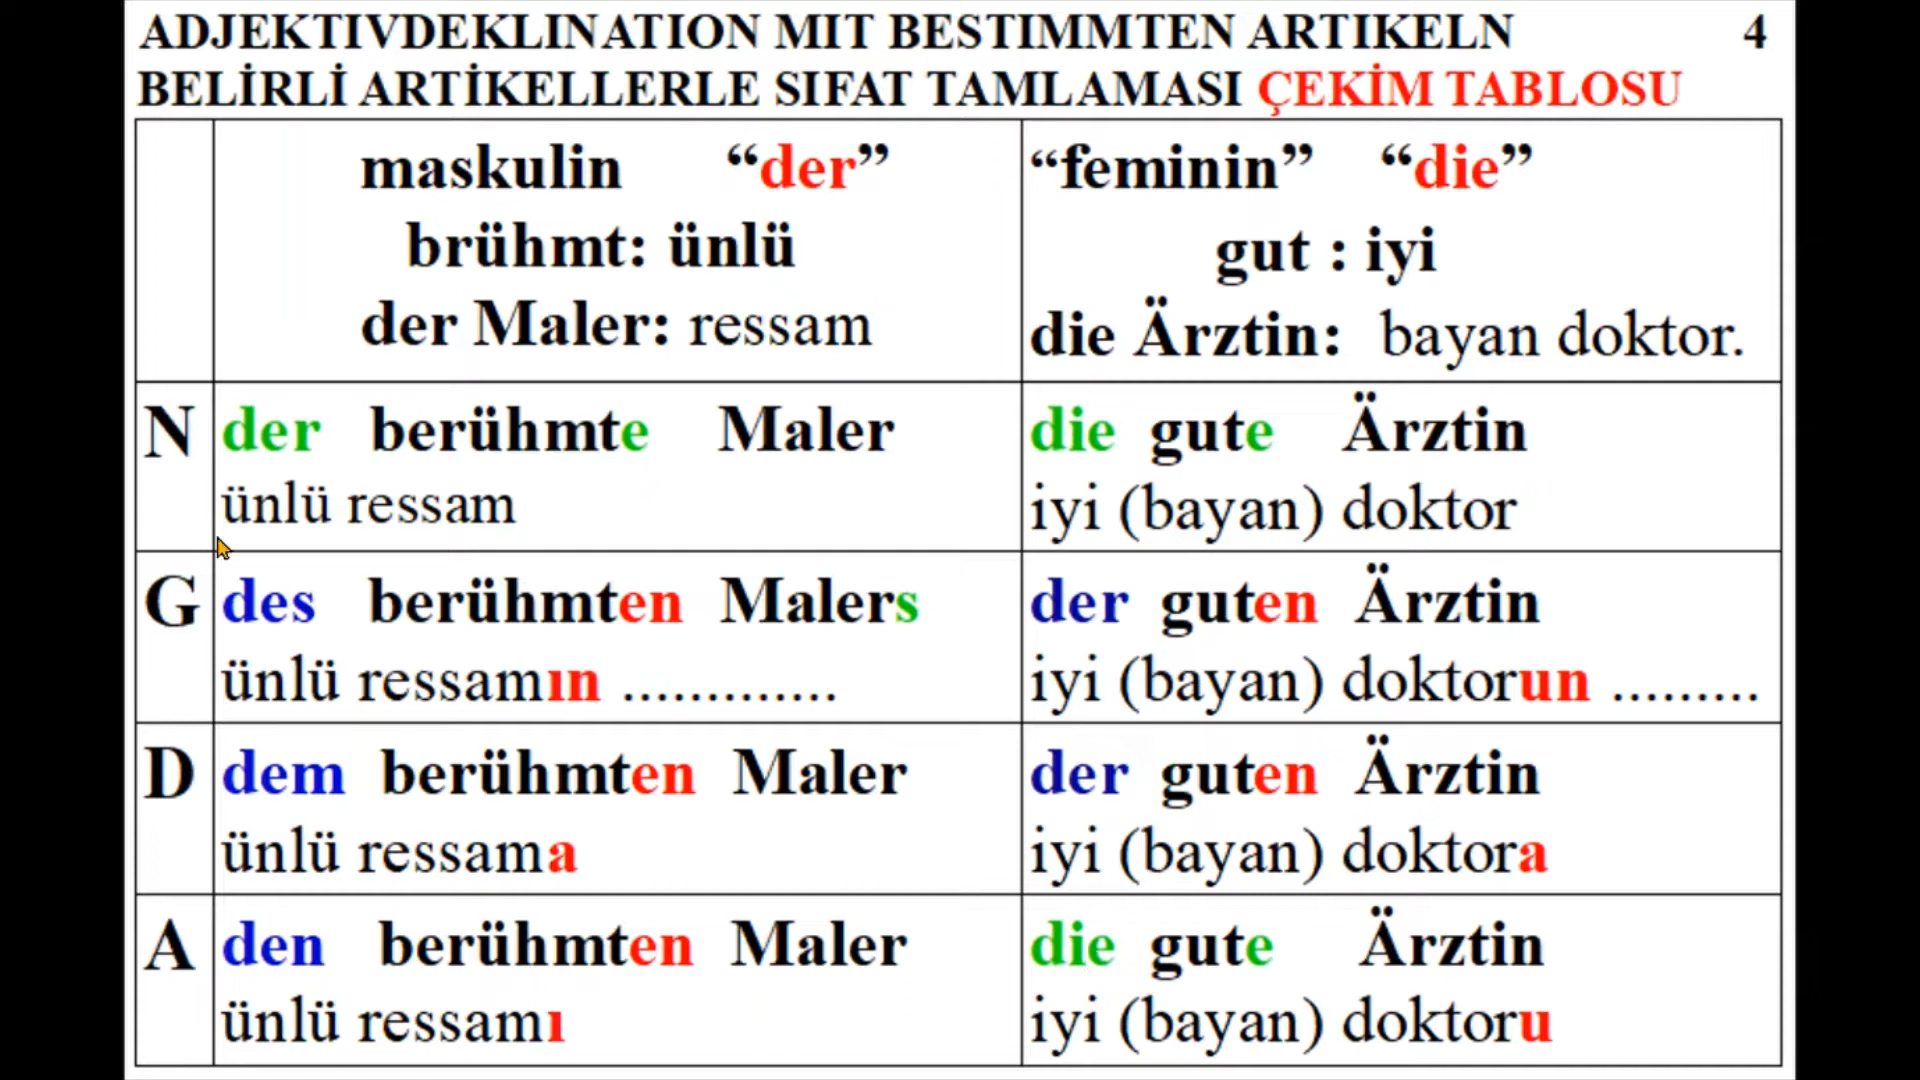 ADJEKTIVDEKLINATION MIT BESTIMMTEN ARTIKELN 4
BELİRLİ ARTİKELLERLE SIFAT TAMLAMASI ÇEKİM TABLOSU
maskulin “der”
brühmt: ünlü
der Maler: ressam
“feminin” “die”
gut : iyi
die Ärztin: bayan doktor.
N
der berühmte Maler
ünlü ressam
die gute Ärztin
iyi (bayan) doktor
G
des berühmten Malers
ünlü ressamın .............
der guten Ärztin
iyi (bayan) doktorun .........
D
dem berühmten Maler
ünlü ressama
der guten Ärztin
iyi (bayan) doktora
A
den berühmten Maler
ünlü ressamı
die gute Ärztin
iyi (bayan) doktoru